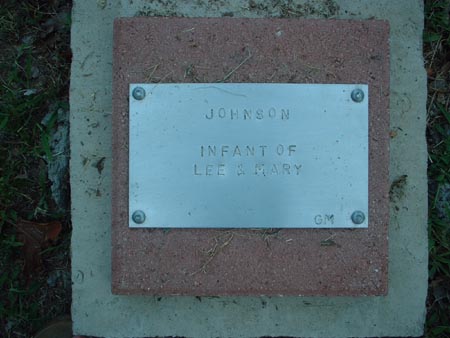 JOHNSON
INFANT OF
LEE & MARY
GM